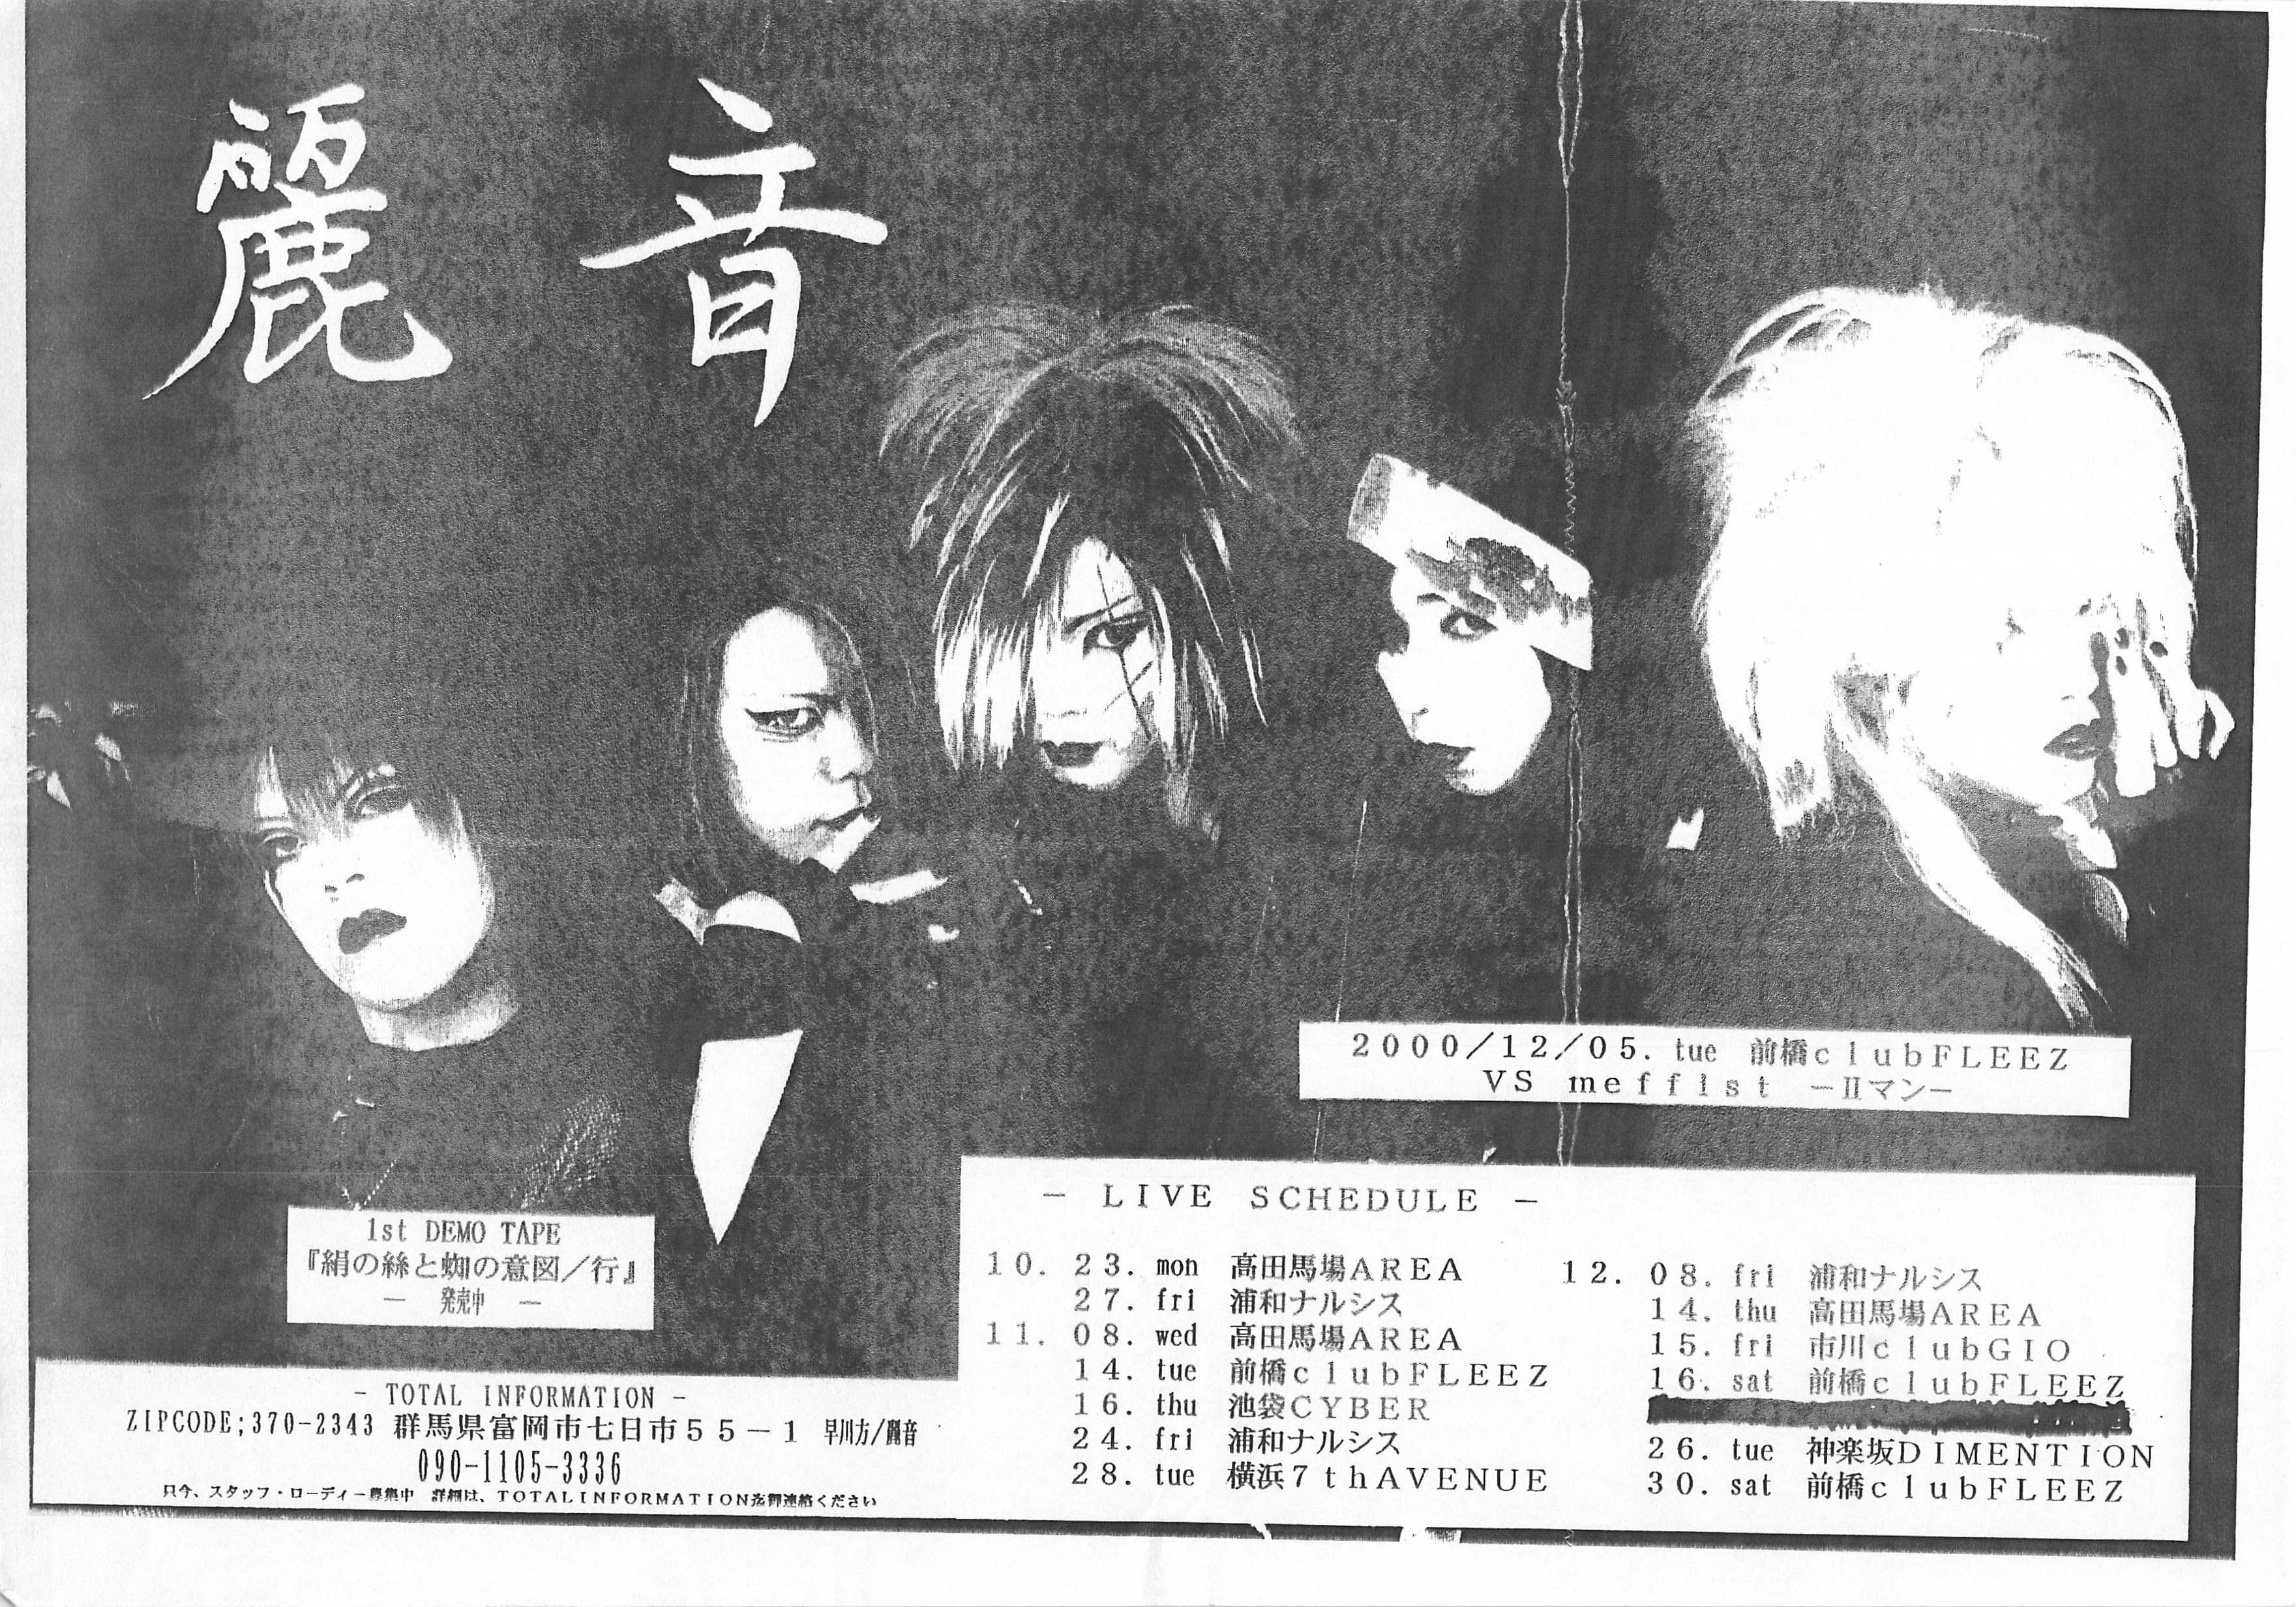 麗音
2000/12/05. tue 前橋clubFLEEZ
VS meffist －Ⅱマン－
1st DEMO TAPE
『絹の絲と蜘の意図／行』
－ 発売中 －
－ LIVE SCHEDULE －
10. 23. mon 高田馬場AREA
27. fri 浦和ナルシス
11. 08. wed 高田馬場AREA
14. tue 前橋clubFLEEZ
16. thu 池袋CYBER
24. fri 浦和ナルシス
28. tue 横浜7thAVENUE
12. 08. fri 浦和ナルシス
14. thu 高田馬場AREA
15. fri 市川clubGIO
16. sat 前橋clubFLEEZ
26. tue 神楽坂DIMENTION
30. sat 前橋clubFLEEZ
- TOTAL INFORMATION -
ZIPCODE;370-2343 群馬県富岡市七日市５５－１ 早川方/麗音
090-1105-3336
只今、スタッフ・ローディー募集中 詳細は、TOTALINFORMATION迄御連絡ください